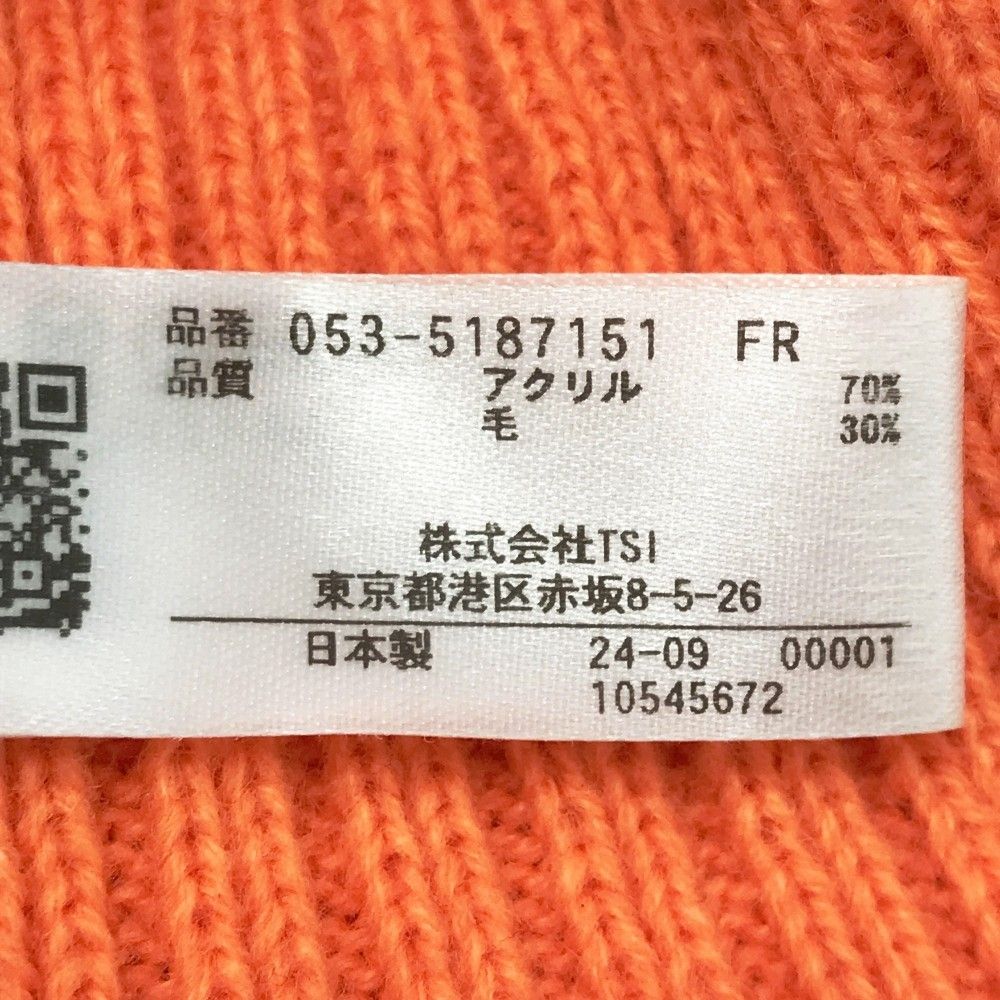 品番 053-5187151 FR
品質 アクリル 70%
毛 30%
株式会社TSI
東京都港区赤坂8-5-26
日本製 24-09 00001
10545672